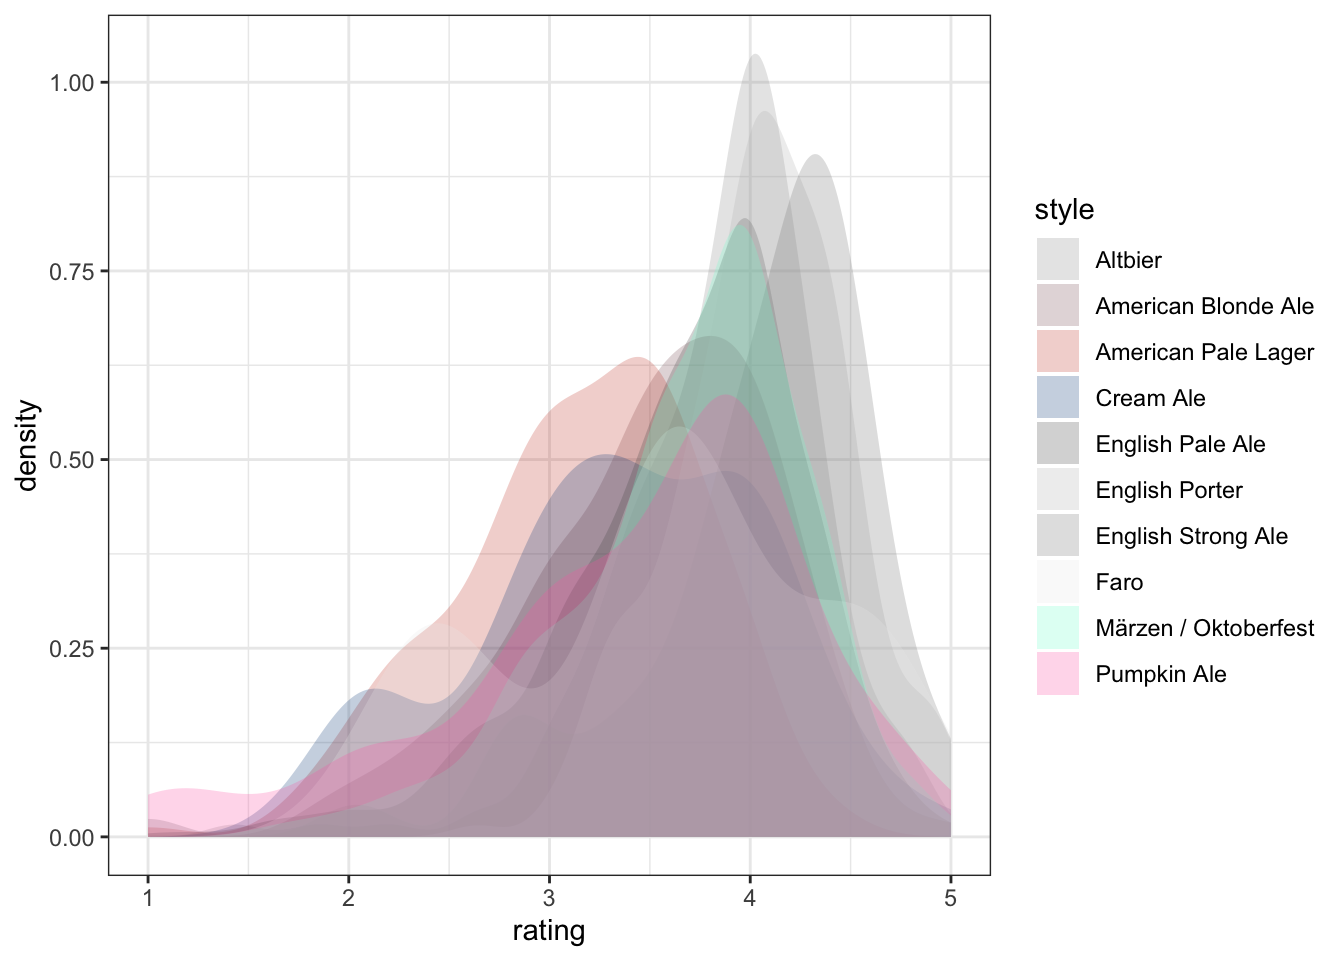 1.00
0.75
0.50
0.25
0.00
density
1 2 3 4 5
rating
style
Altbier
American Blonde Ale
American Pale Lager
Cream Ale
English Pale Ale
English Porter
English Strong Ale
Faro
Märzen / Oktoberfest
Pumpkin Ale